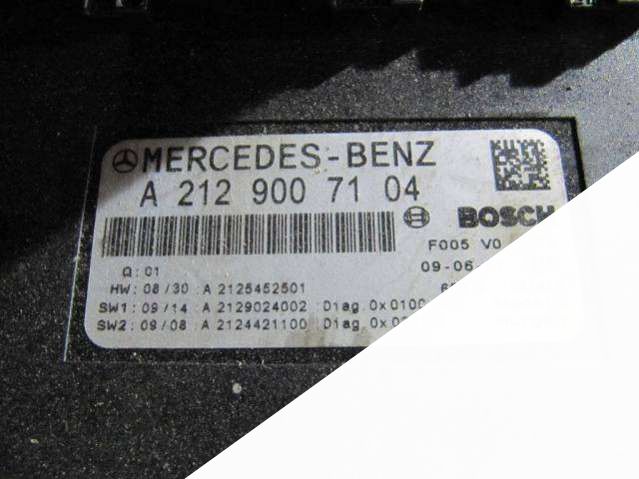 MERCEDES-BENZ
A 212 900 71 04
BOSCH
F005 V0
Q: 01
09-06
HW: 08/30 A 2125452501
SW1: 09/14 A 2129024002 Diag. 0x0100
SW2: 09/08 A 2124421100 Diag.